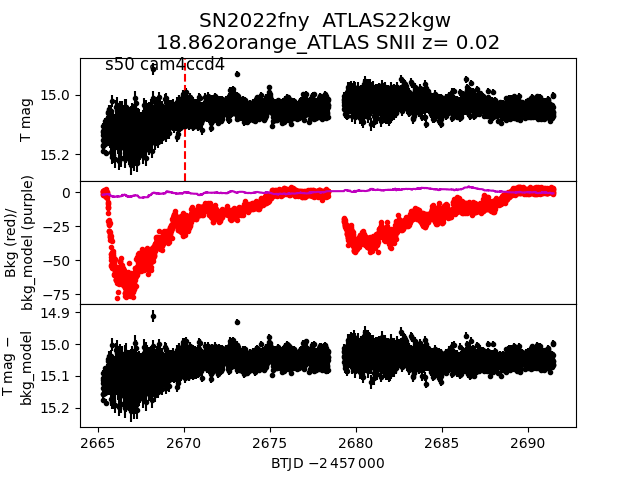 SN2022fny  ATLAS22kgw
18.862orange_ATLAS SNII z= 0.02
s50 cam4ccd4
T mag
15.0
15.2
Bkg (red)/
bkg_model (purple)
0
−25
−50
−75
T mag −
bkg_model
14.9
15.0
15.1
15.2
2665 2670 2675 2680 2685 2690
BTJD −2 457 000